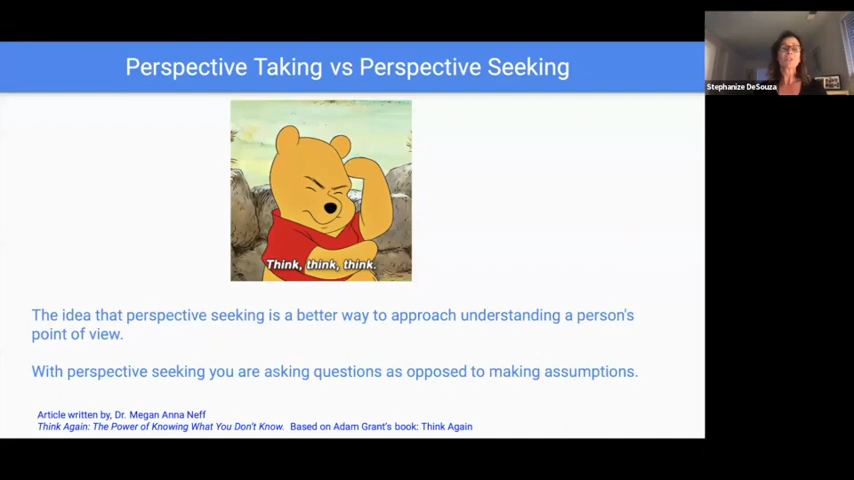 Perspective Taking vs Perspective Seeking
Stephanize DeSouza
Think, think, think.
The idea that perspective seeking is a better way to approach understanding a person's
point of view.
With perspective seeking you are asking questions as opposed to making assumptions.
Article written by, Dr. Megan Anna Neff
Think Again: The Power of Knowing What You Don't Know. Based on Adam Grant's book: Think Again